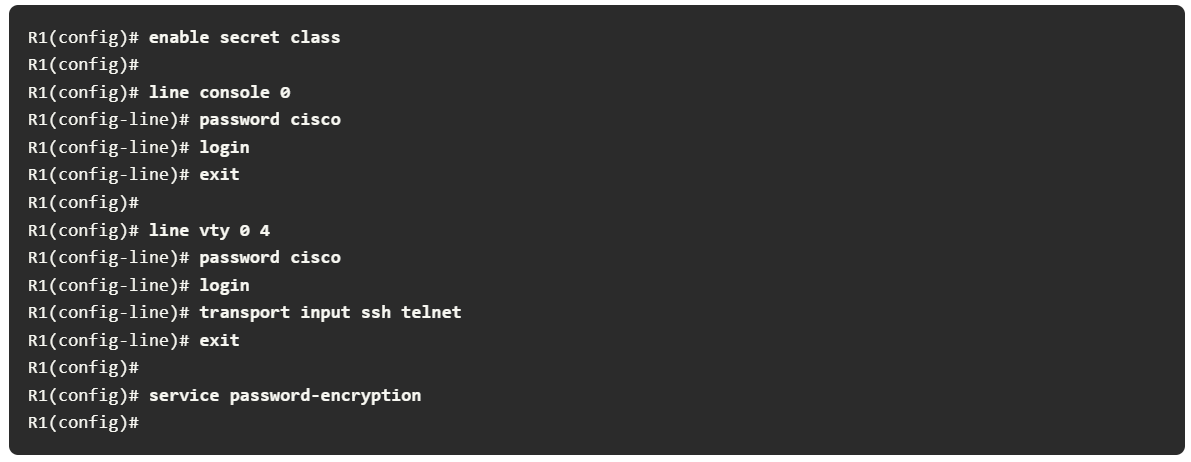 R1(config)# enable secret class
R1(config)#
R1(config)# line console 0
R1(config-line)# password cisco
R1(config-line)# login
R1(config-line)# exit
R1(config)#
R1(config)# line vty 0 4
R1(config-line)# password cisco
R1(config-line)# login
R1(config-line)# transport input ssh telnet
R1(config-line)# exit
R1(config)#
R1(config)# service password-encryption
R1(config)#